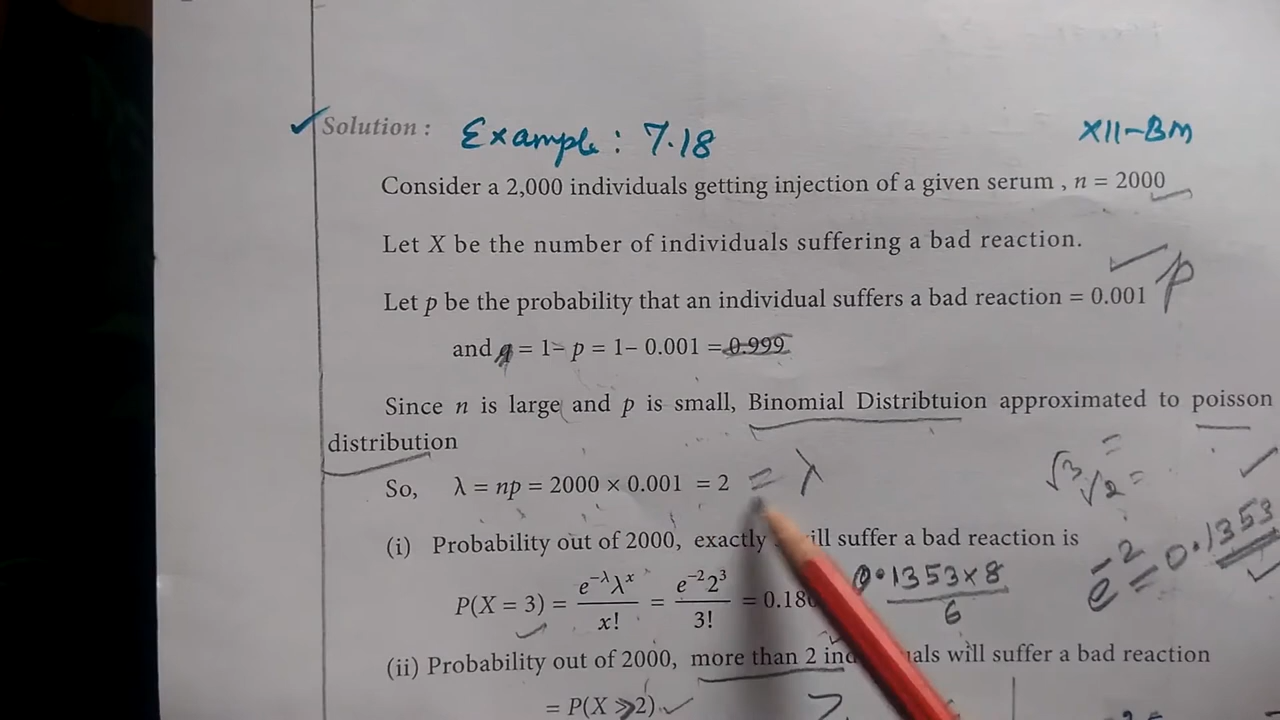 Solution : Example : 7.18 XII-BM
Consider a 2,000 individuals getting injection of a given serum , n = 2000
Let X be the number of individuals suffering a bad reaction.
Let p be the probability that an individual suffers a bad reaction = 0.001 p
and q = 1– p = 1– 0.001 = 0.999
Since n is large and p is small, Binomial Distribtuion approximated to poisson
distribution
So, λ = np = 2000 × 0.001 = 2 = λ
√3 √2 = =
(i) Probability out of 2000, exactly will suffer a bad reaction is
e⁻² = 0.1353
P(X = 3) = e^{−λ}λ^x / x! = e^{−2}2^3 / 3! = 0.18 0.1353×8 / 6
(ii) Probability out of 2000, more than 2 individuals will suffer a bad reaction
= P(X > 2)